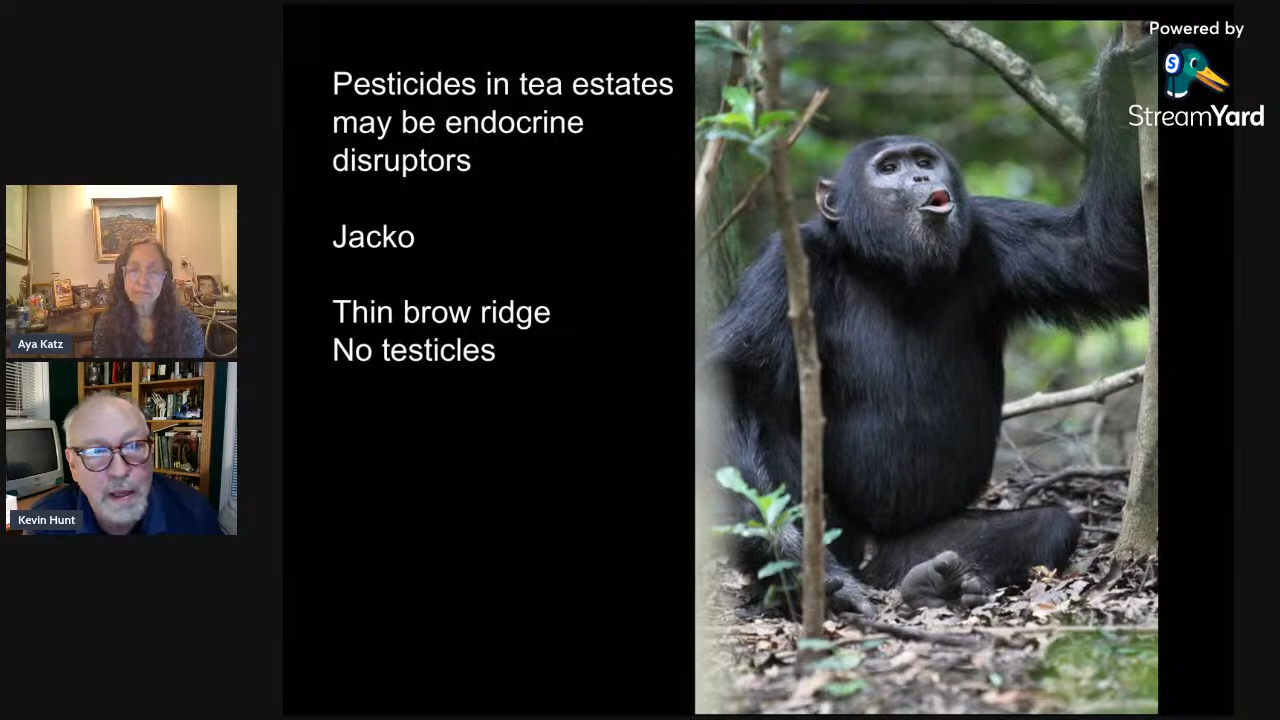 Pesticides in tea estates
may be endocrine
disruptors
Jacko
Thin brow ridge
No testicles
Powered by
S
StreamYard
Aya Katz
Kevin Hunt